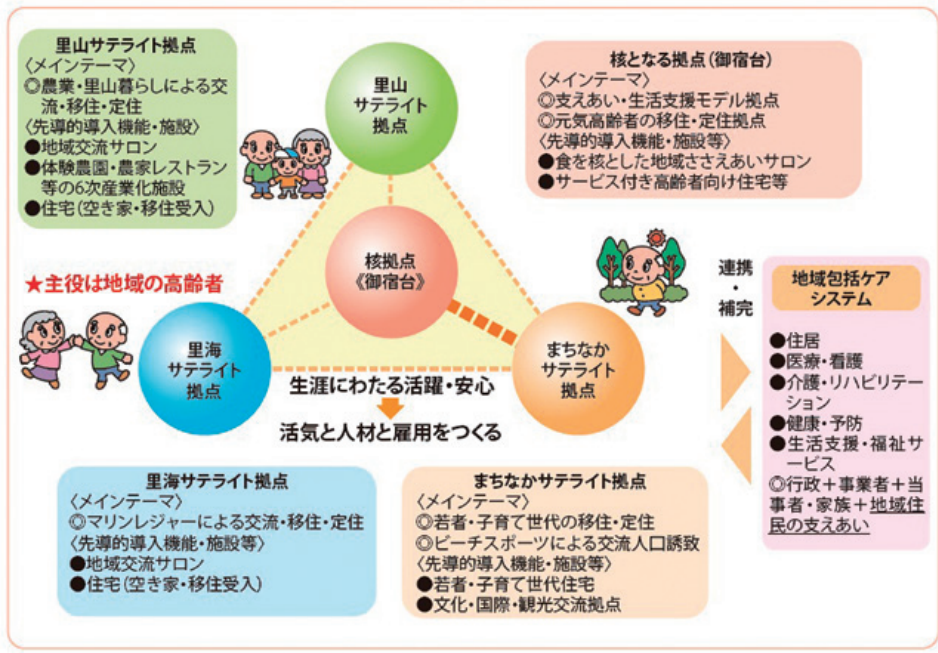 里山サテライト拠点
〈メインテーマ〉
◎農業・里山暮らしによる交
流・移住・定住
〈先導的導入機能・施設〉
●地域交流サロン
●体験農園・農家レストラン
等の6次産業化施設
●住宅(空き家・移住受入)
里山
サテライト
拠点
核となる拠点(御宿台)
〈メインテーマ〉
◎支えあい・生活支援モデル拠点
◎元気高齢者の移住・定住拠点
〈先導的導入機能・施設等〉
●食を核とした地域ささえあいサロン
●サービス付き高齢者向け住宅等
核拠点
《御宿台》
★主役は地域の高齢者
里海
サテライト
拠点
まちなか
サテライト
拠点
生涯にわたる活躍・安心
活気と人材と雇用をつくる
連携
・
補完
地域包括ケア
システム
●住居
●医療・看護
●介護・リハビリテー
ション
●健康・予防
●生活支援・福祉サ
ービス
◎行政+事業者+当
事者・家族+地域住
民の支えあい
里海サテライト拠点
〈メインテーマ〉
◎マリンレジャーによる交流・移住・定住
〈先導的導入機能・施設等〉
●地域交流サロン
●住宅(空き家・移住受入)
まちなかサテライト拠点
〈メインテーマ〉
◎若者・子育て世代の移住・定住
◎ビーチスポーツによる交流人口誘致
〈先導的導入機能・施設等〉
●若者・子育て世代住宅
●文化・国際・観光交流拠点